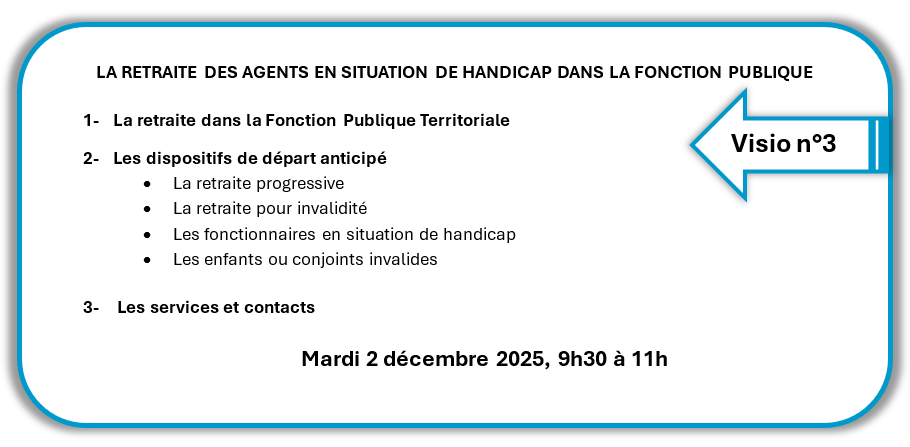 LA RETRAITE DES AGENTS EN SITUATION DE HANDICAP DANS LA FONCTION PUBLIQUE
1- La retraite dans la Fonction Publique Territoriale
Visio n°3
2- Les dispositifs de départ anticipé
• La retraite progressive
• La retraite pour invalidité
• Les fonctionnaires en situation de handicap
• Les enfants ou conjoints invalides
3- Les services et contacts
Mardi 2 décembre 2025, 9h30 à 11h